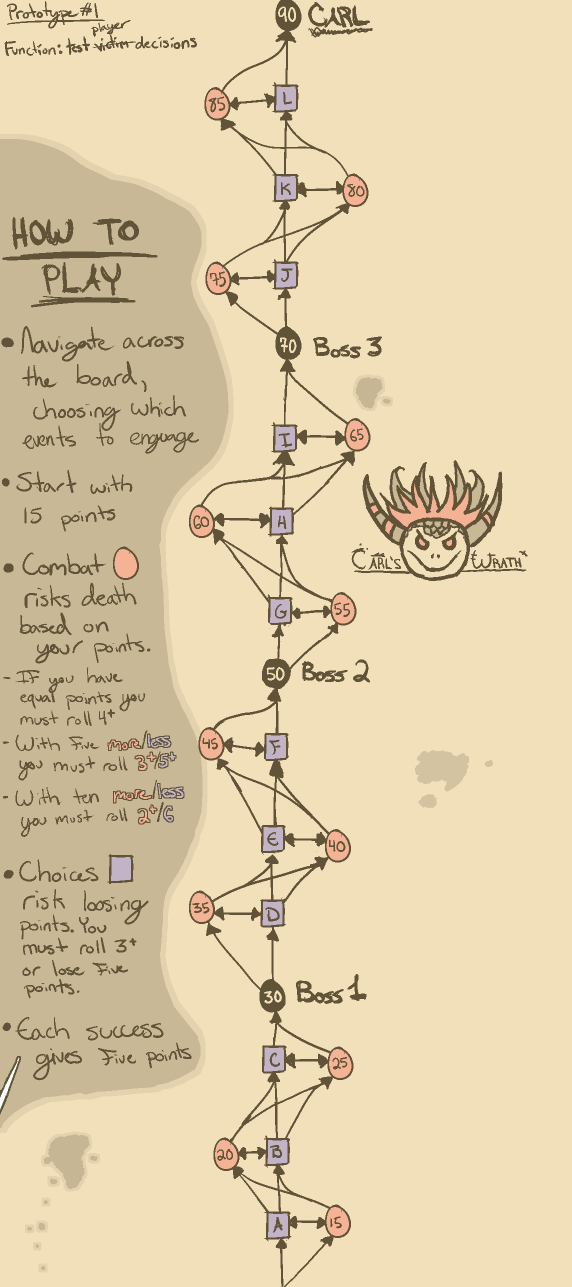 Prototype #1
player
Function: test victim decisions
HOW TO
PLAY
• Navigate across
the board,
choosing which
events to enguage
• Start with
15 points
• Combat
risks death
based on
your points.
- If you have
equal points you
must roll 4+
- With Five more/less
you must roll 3+/5+
- With ten more/less
you must roll 2+/6
• Choices
risk loosing
points. You
must roll 3+
or lose Five
points.
• Each success
gives Five points
90 CARL
85 L
K 80
75 J
70 Boss 3
I 65
60 H
G 55
50 Boss 2
45 F
E 40
35 D
30 Boss 1
C 25
20 B
A 15
CARL'S WRATH